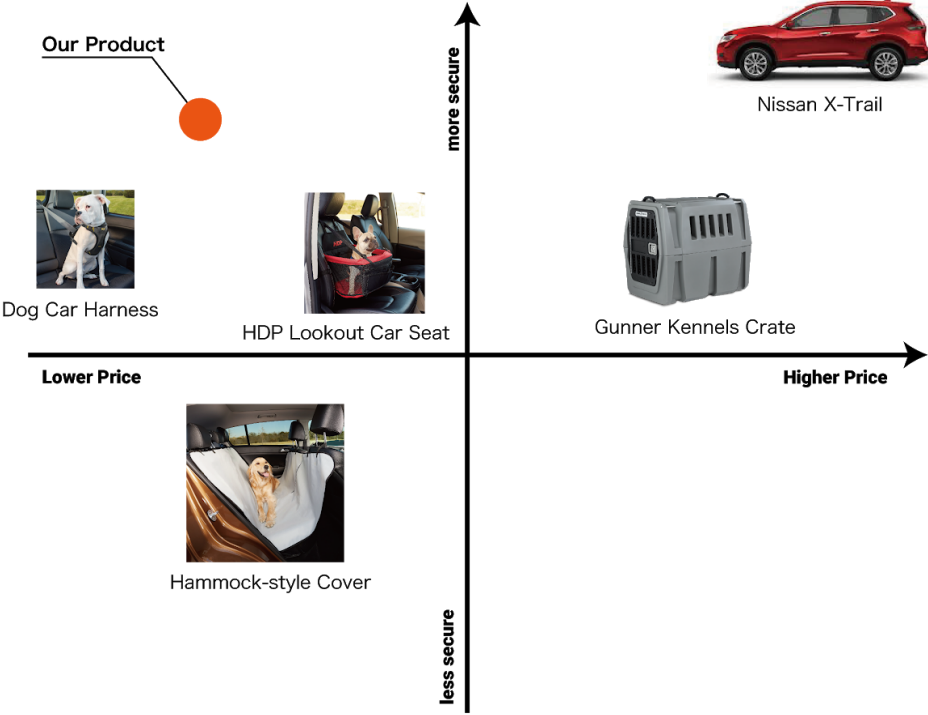 Our Product
more secure
Nissan X-Trail
Dog Car Harness
HDP
HDP Lookout Car Seat
Gunner Kennels Crate
Lower Price
Higher Price
Hammock-style Cover
less secure